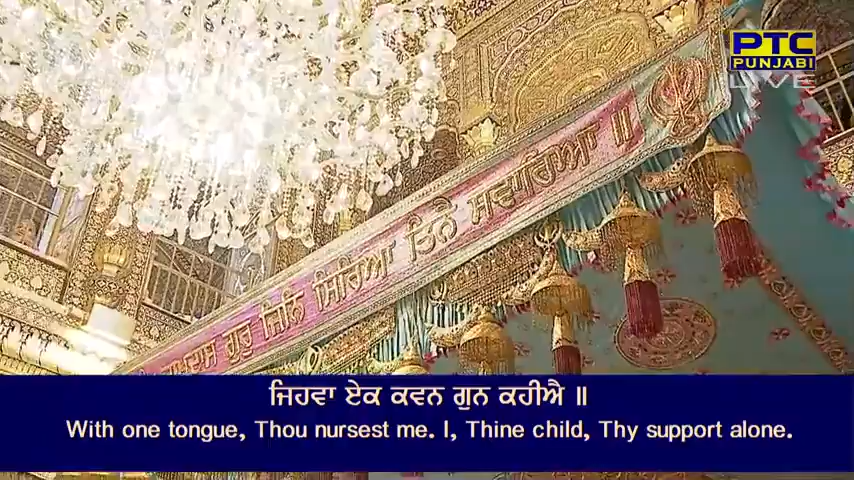 PTC
PUNJABI
LIVE
ਰਾਮਦਾਸ ਗੁਰੁ ਜਿਨਿ ਸਿਰਿਆ ਤਿਨੈ ਸਵਾਰਿਆ ॥
ਜਿਹਵਾ ਏਕ ਕਵਨ ਗੁਨ ਕਹੀਐ ॥
With one tongue, Thou nursest me. I, Thine child, Thy support alone.